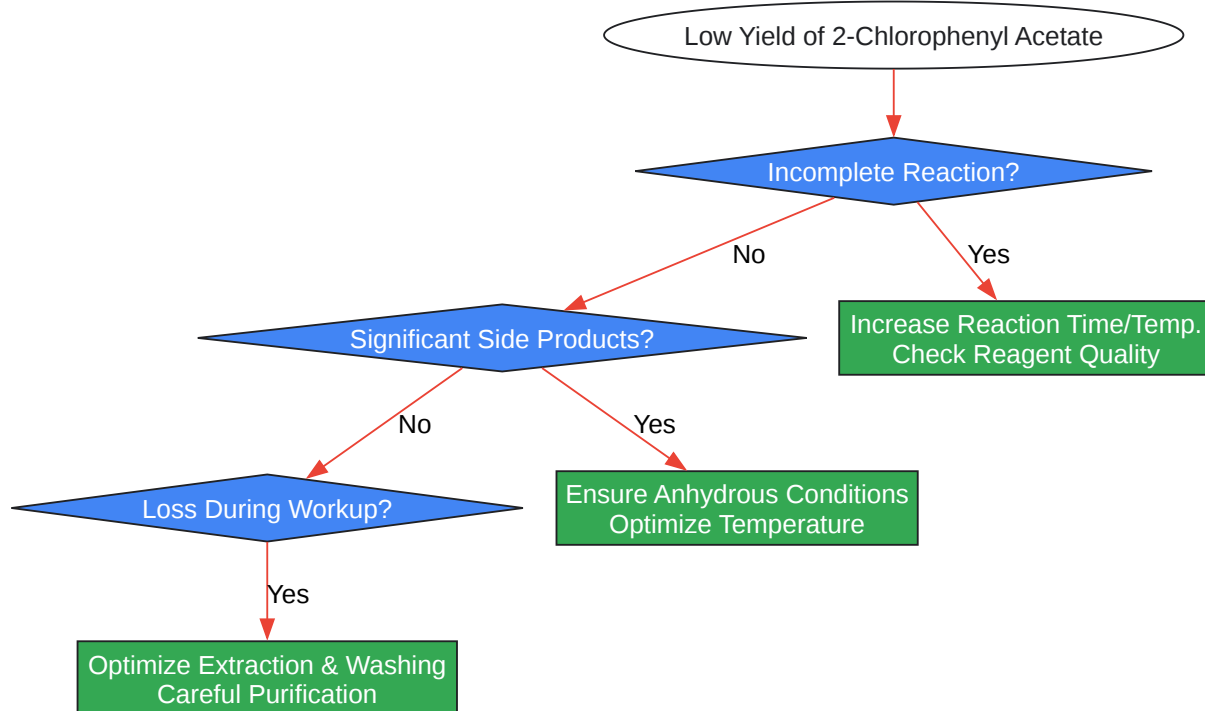 Low Yield of 2-Chlorophenyl Acetate
Incomplete Reaction?
No
Yes
Increase Reaction Time/Temp.
Check Reagent Quality
Significant Side Products?
No
Yes
Ensure Anhydrous Conditions
Optimize Temperature
Loss During Workup?
Yes
Optimize Extraction & Washing
Careful Purification